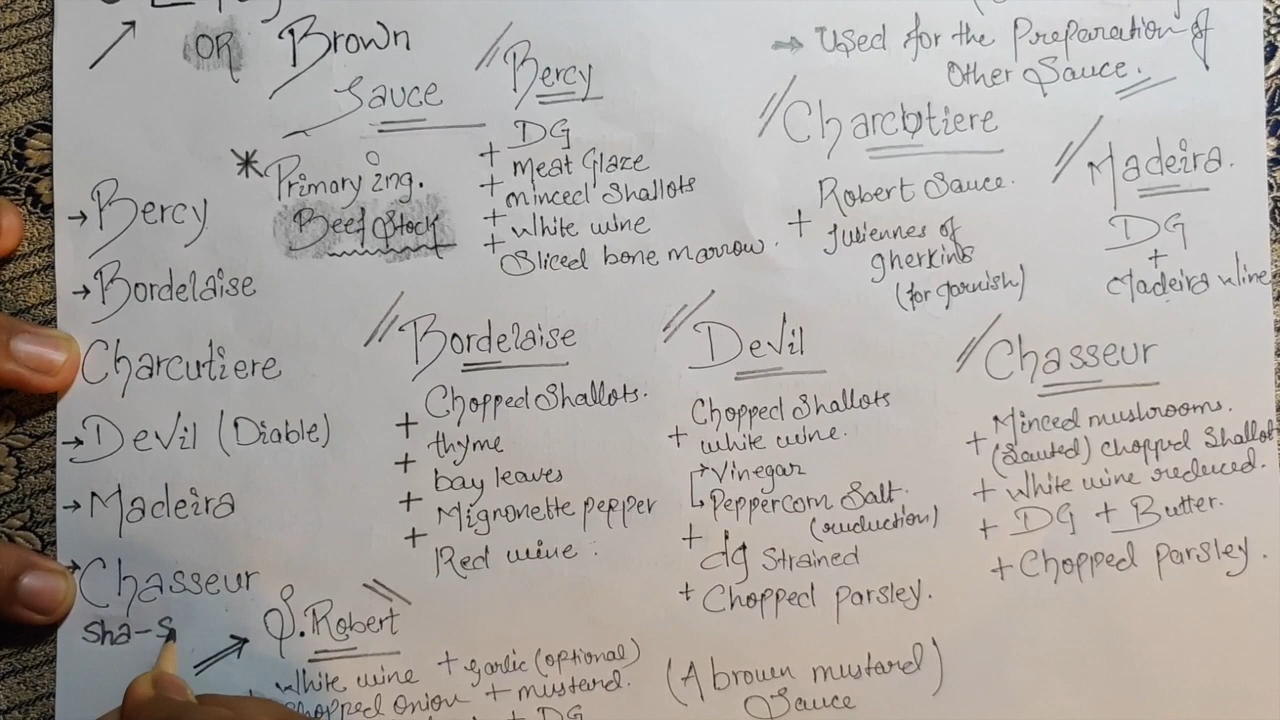 OR Brown
Sauce
* Primary ing.
Beef Stock
→ Bercy
→ Bordelaise
Charcutiere
→ Devil (Diable)
→ Madeira
Chasseur
Sha-S
Bercy
DG
+ Meat Glaze
+ minced Shallots
+ White wine
+ Sliced bone marrow.
→ Used for the Preparation of
Other Sauce.
Charcutiere
Robert Sauce.
+ Juliennes of
gherkins
(for garnish)
Madeira.
DG
+
Madeira wine
Bordelaise
Chopped Shallots.
+ thyme
+ bay leaves
+ Mignonette pepper
+ Red wine.
Devil
Chopped Shallots
+ white wine.
Vinegar
Peppercorn Salt.
(ruduction)
+ dg Strained
+ Chopped parsley.
Chasseur
Minced mushrooms.
+ (Sauted) chopped Shallot
+ White wine reduced.
+ DG + Butter.
+ Chopped parsley.
S. Robert
White wine + garlic (optional)
chopped onion + mustard.
+ DG
(A brown mustard)
Sauce